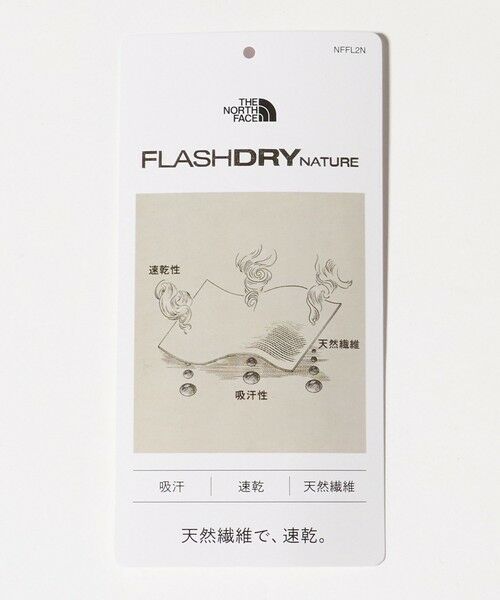 NFFL2N
THE
NORTH
FACE
FLASHDRY NATURE
速乾性
天然繊維
吸汗性
吸汗 速乾 天然繊維
天然繊維で、速乾。